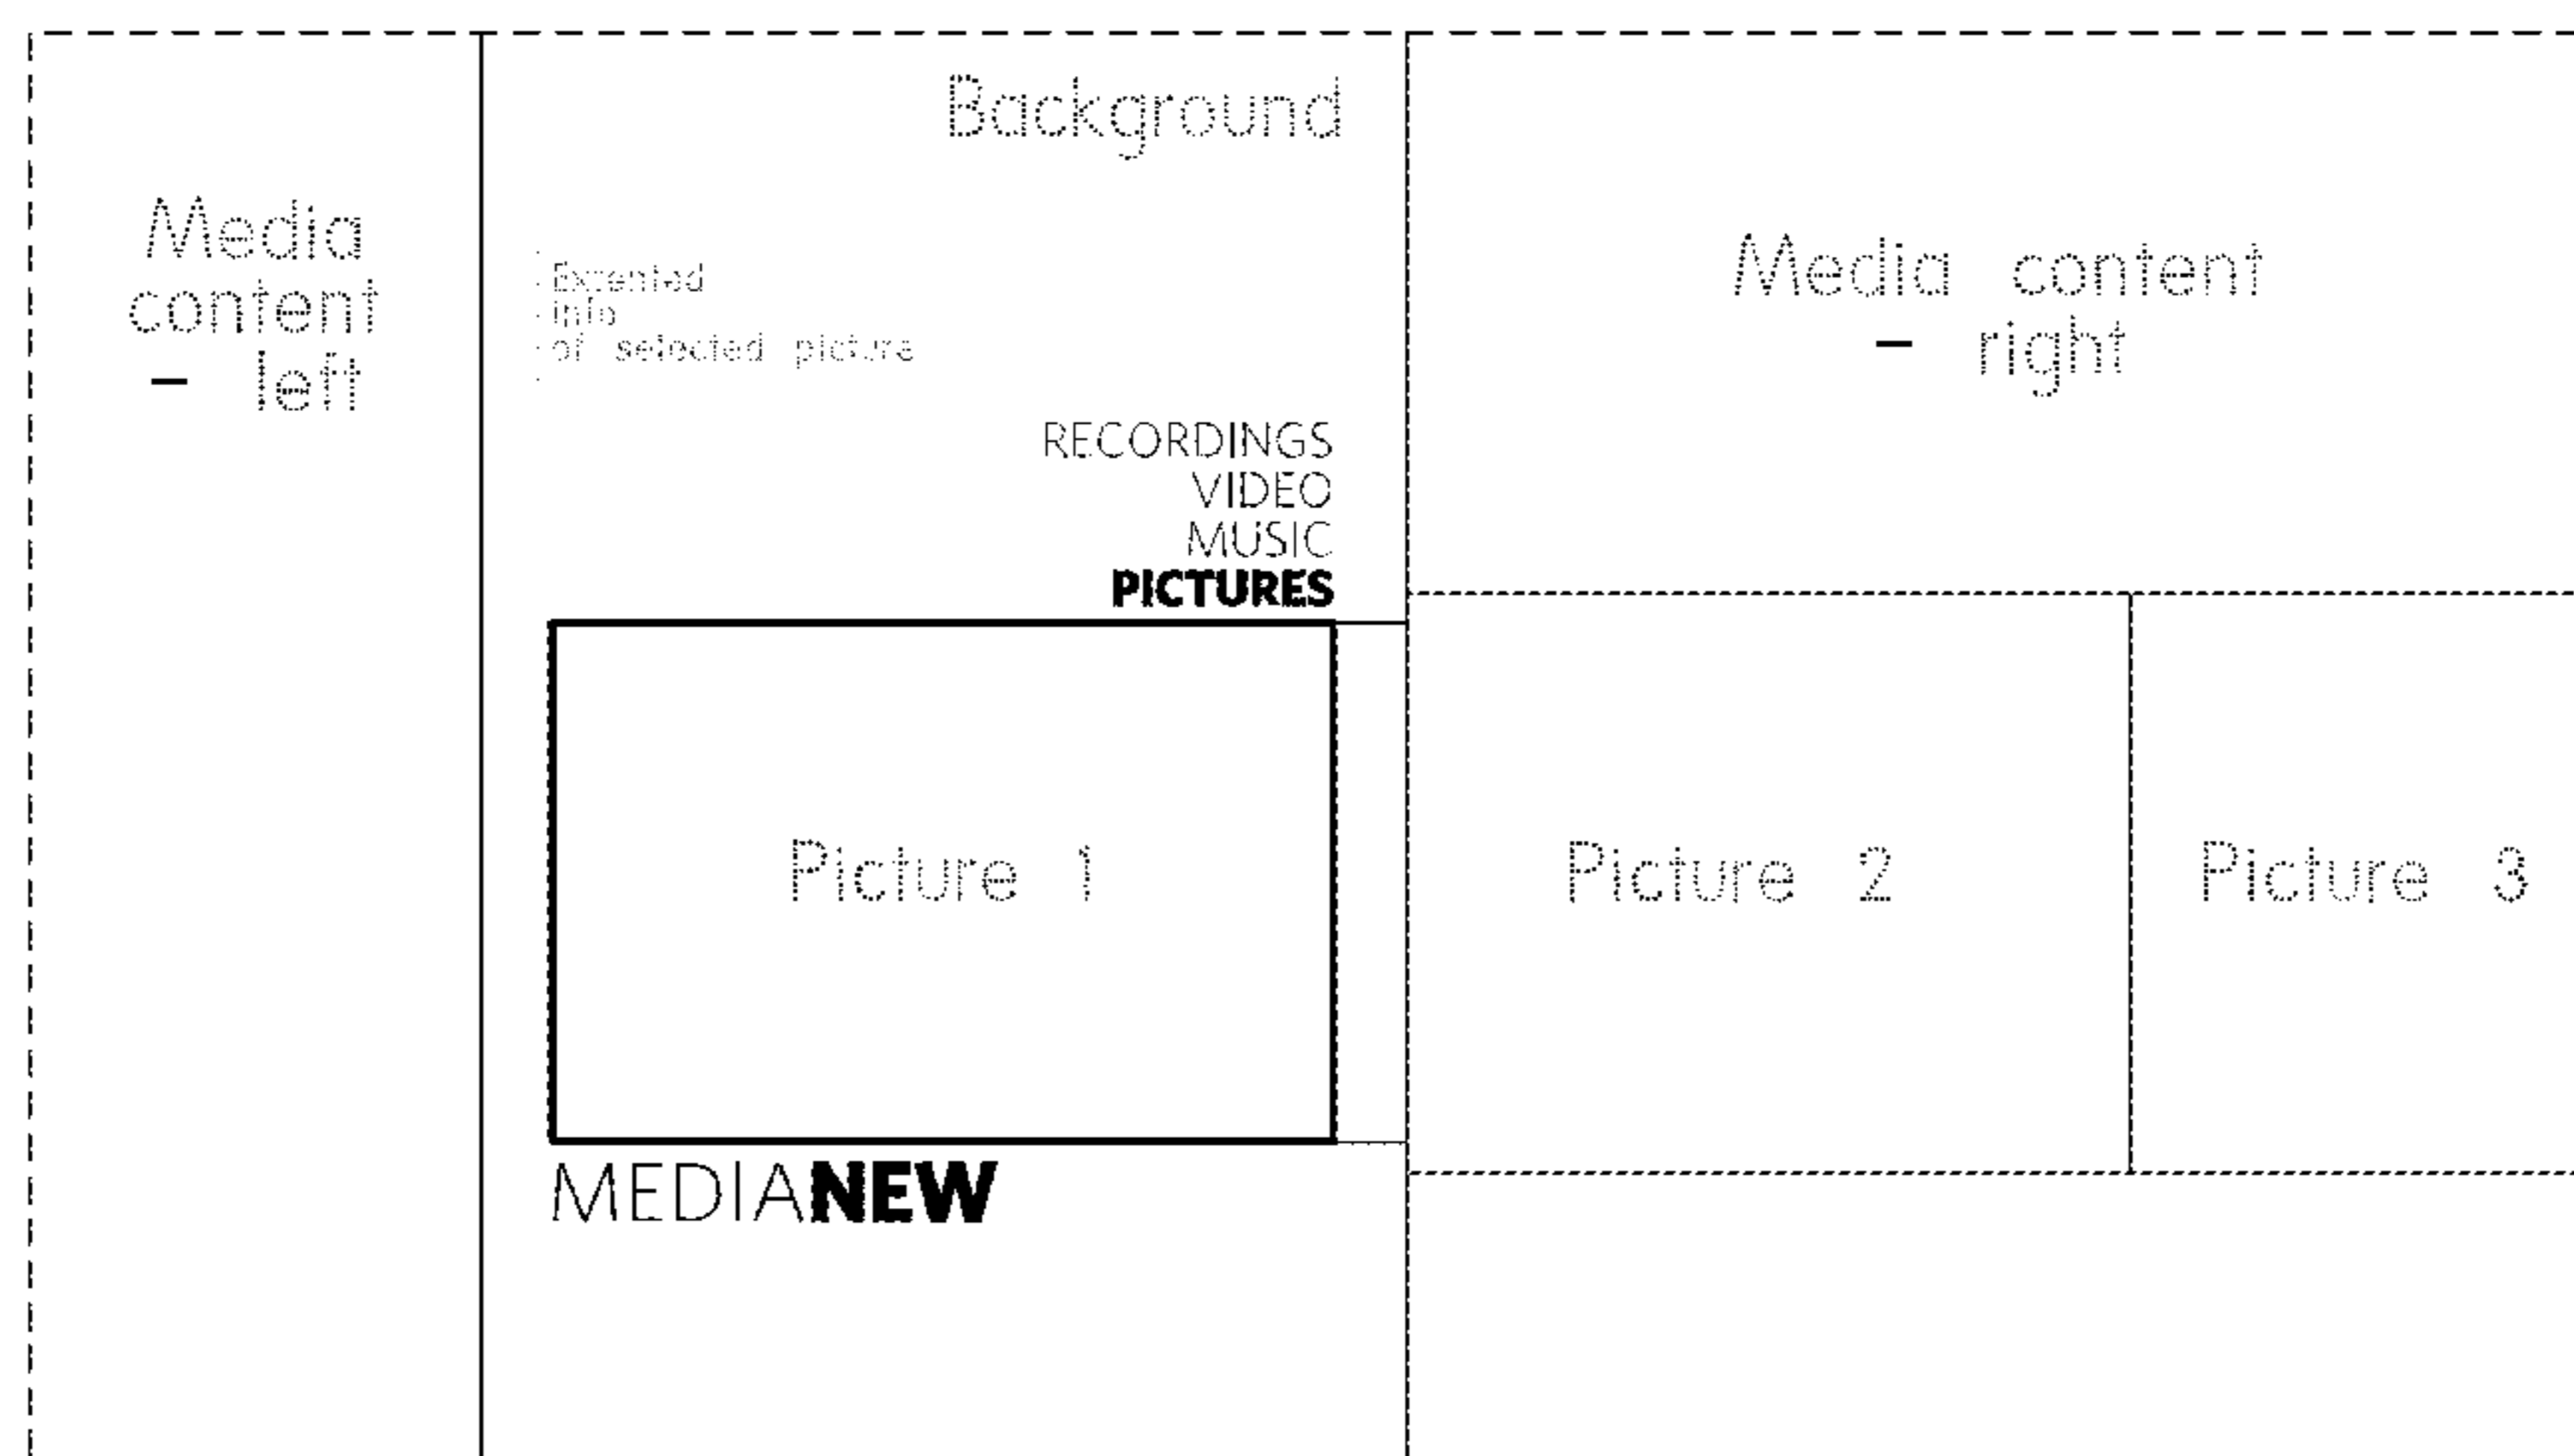 Background
Media
content
- left
Extented
info
of selected picture
Media content
- right
RECORDINGS
VIDEO
MUSIC
PICTURES
Picture 1
Picture 2
Picture 3
MEDIANEW